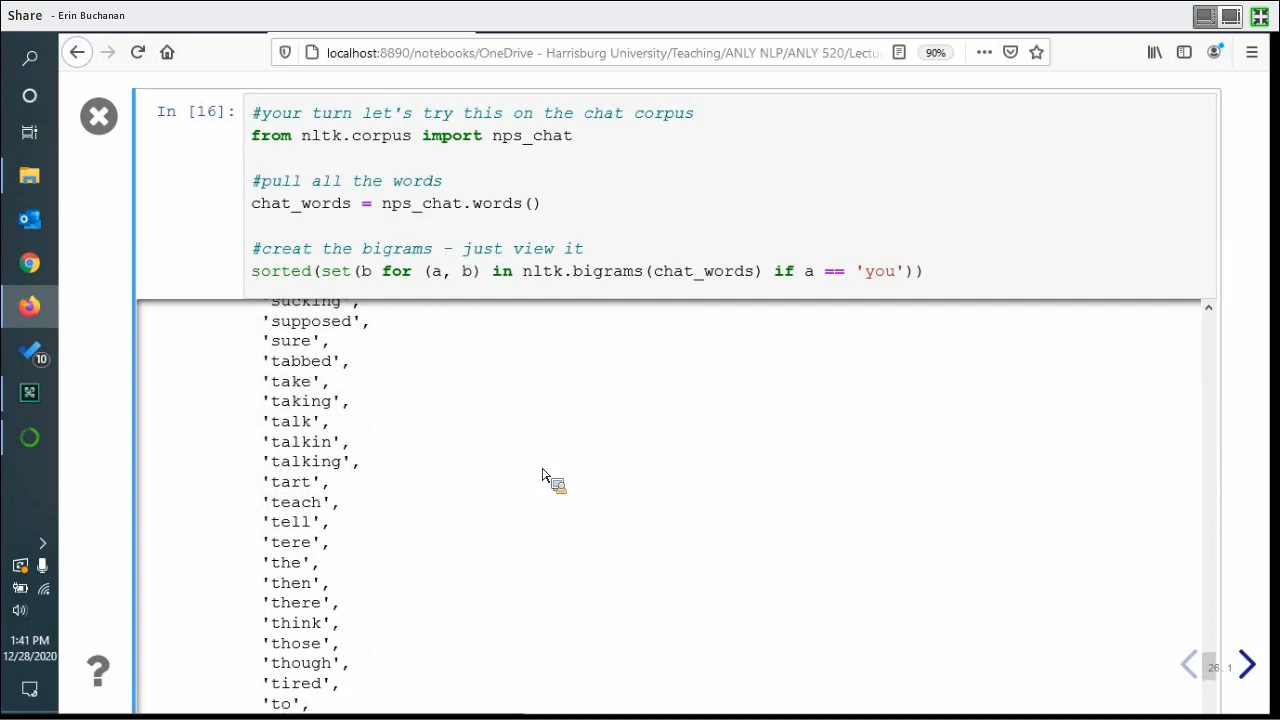 Share - Erin Buchanan
localhost:8890/notebooks/OneDrive - Harrisburg University/Teaching/ANLY NLP/ANLY 520/Lectu
90%
In [16]:
#your turn let's try this on the chat corpus
from nltk.corpus import nps_chat
#pull all the words
chat_words = nps_chat.words()
#creat the bigrams - just view it
sorted(set(b for (a, b) in nltk.bigrams(chat_words) if a == 'you'))
'sucking',
'supposed',
'sure',
'tabbed',
'take',
'taking',
'talk',
'talkin',
'talking',
'tart',
'teach',
'tell',
'tere',
'the',
'then',
'there',
'think',
'those',
'though',
'tired',
'to',
10
1:41 PM
12/28/2020
?
26.1